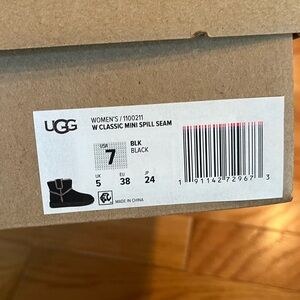 UGG
WOMEN'S / 1100211
W CLASSIC MINI SPILL SEAM
USA
7
BLK
BLACK
UK EU JP
5 38 24
MADE IN CHINA
1 91142 72967 3